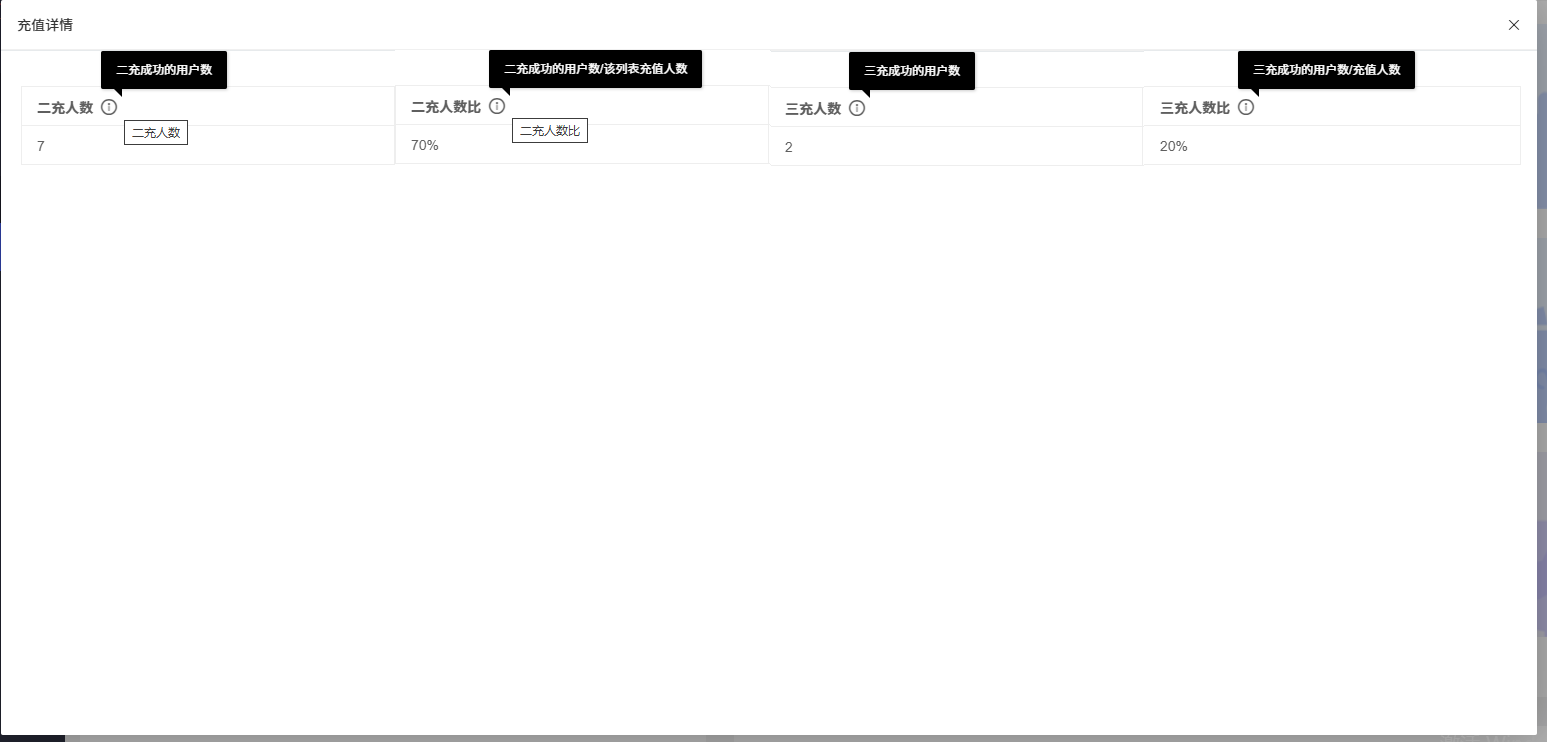 充值详情
二充成功的用户数
二充成功的用户数/该列表充值人数
三充成功的用户数
三充成功的用户数/充值人数
二充人数
二充人数比
三充人数
三充人数比
二充人数
二充人数比
7
70%
2
20%